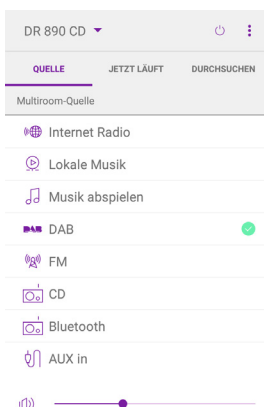 DR 890 CD
QUELLE JETZT LÄUFT DURCHSUCHEN
Multiroom-Quelle
Internet Radio
Lokale Musik
Musik abspielen
DAB DAB
FM
CD
Bluetooth
AUX in